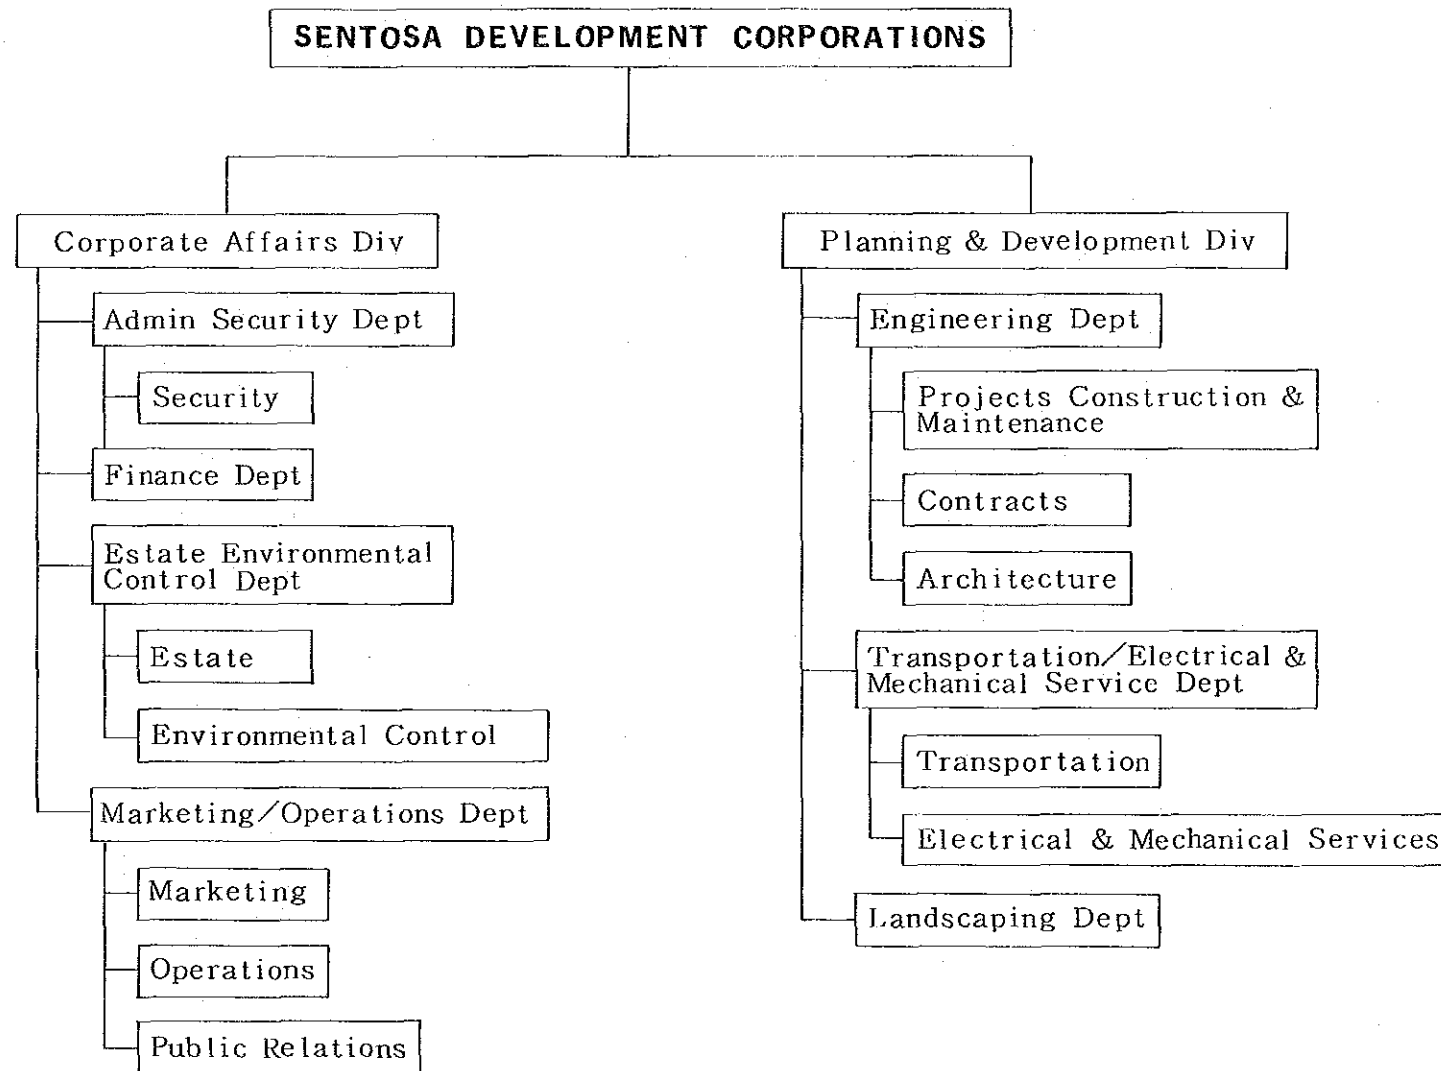 SENTOSA DEVELOPMENT CORPORATIONS
Corporate Affairs Div
Admin Security Dept
Security
Finance Dept
Estate Environmental
Control Dept
Estate
Environmental Control
Marketing/Operations Dept
Marketing
Operations
Public Relations
Planning & Development Div
Engineering Dept
Projects Construction &
Maintenance
Contracts
Architecture
Transportation/Electrical &
Mechanical Service Dept
Transportation
Electrical & Mechanical Services
Landscaping Dept